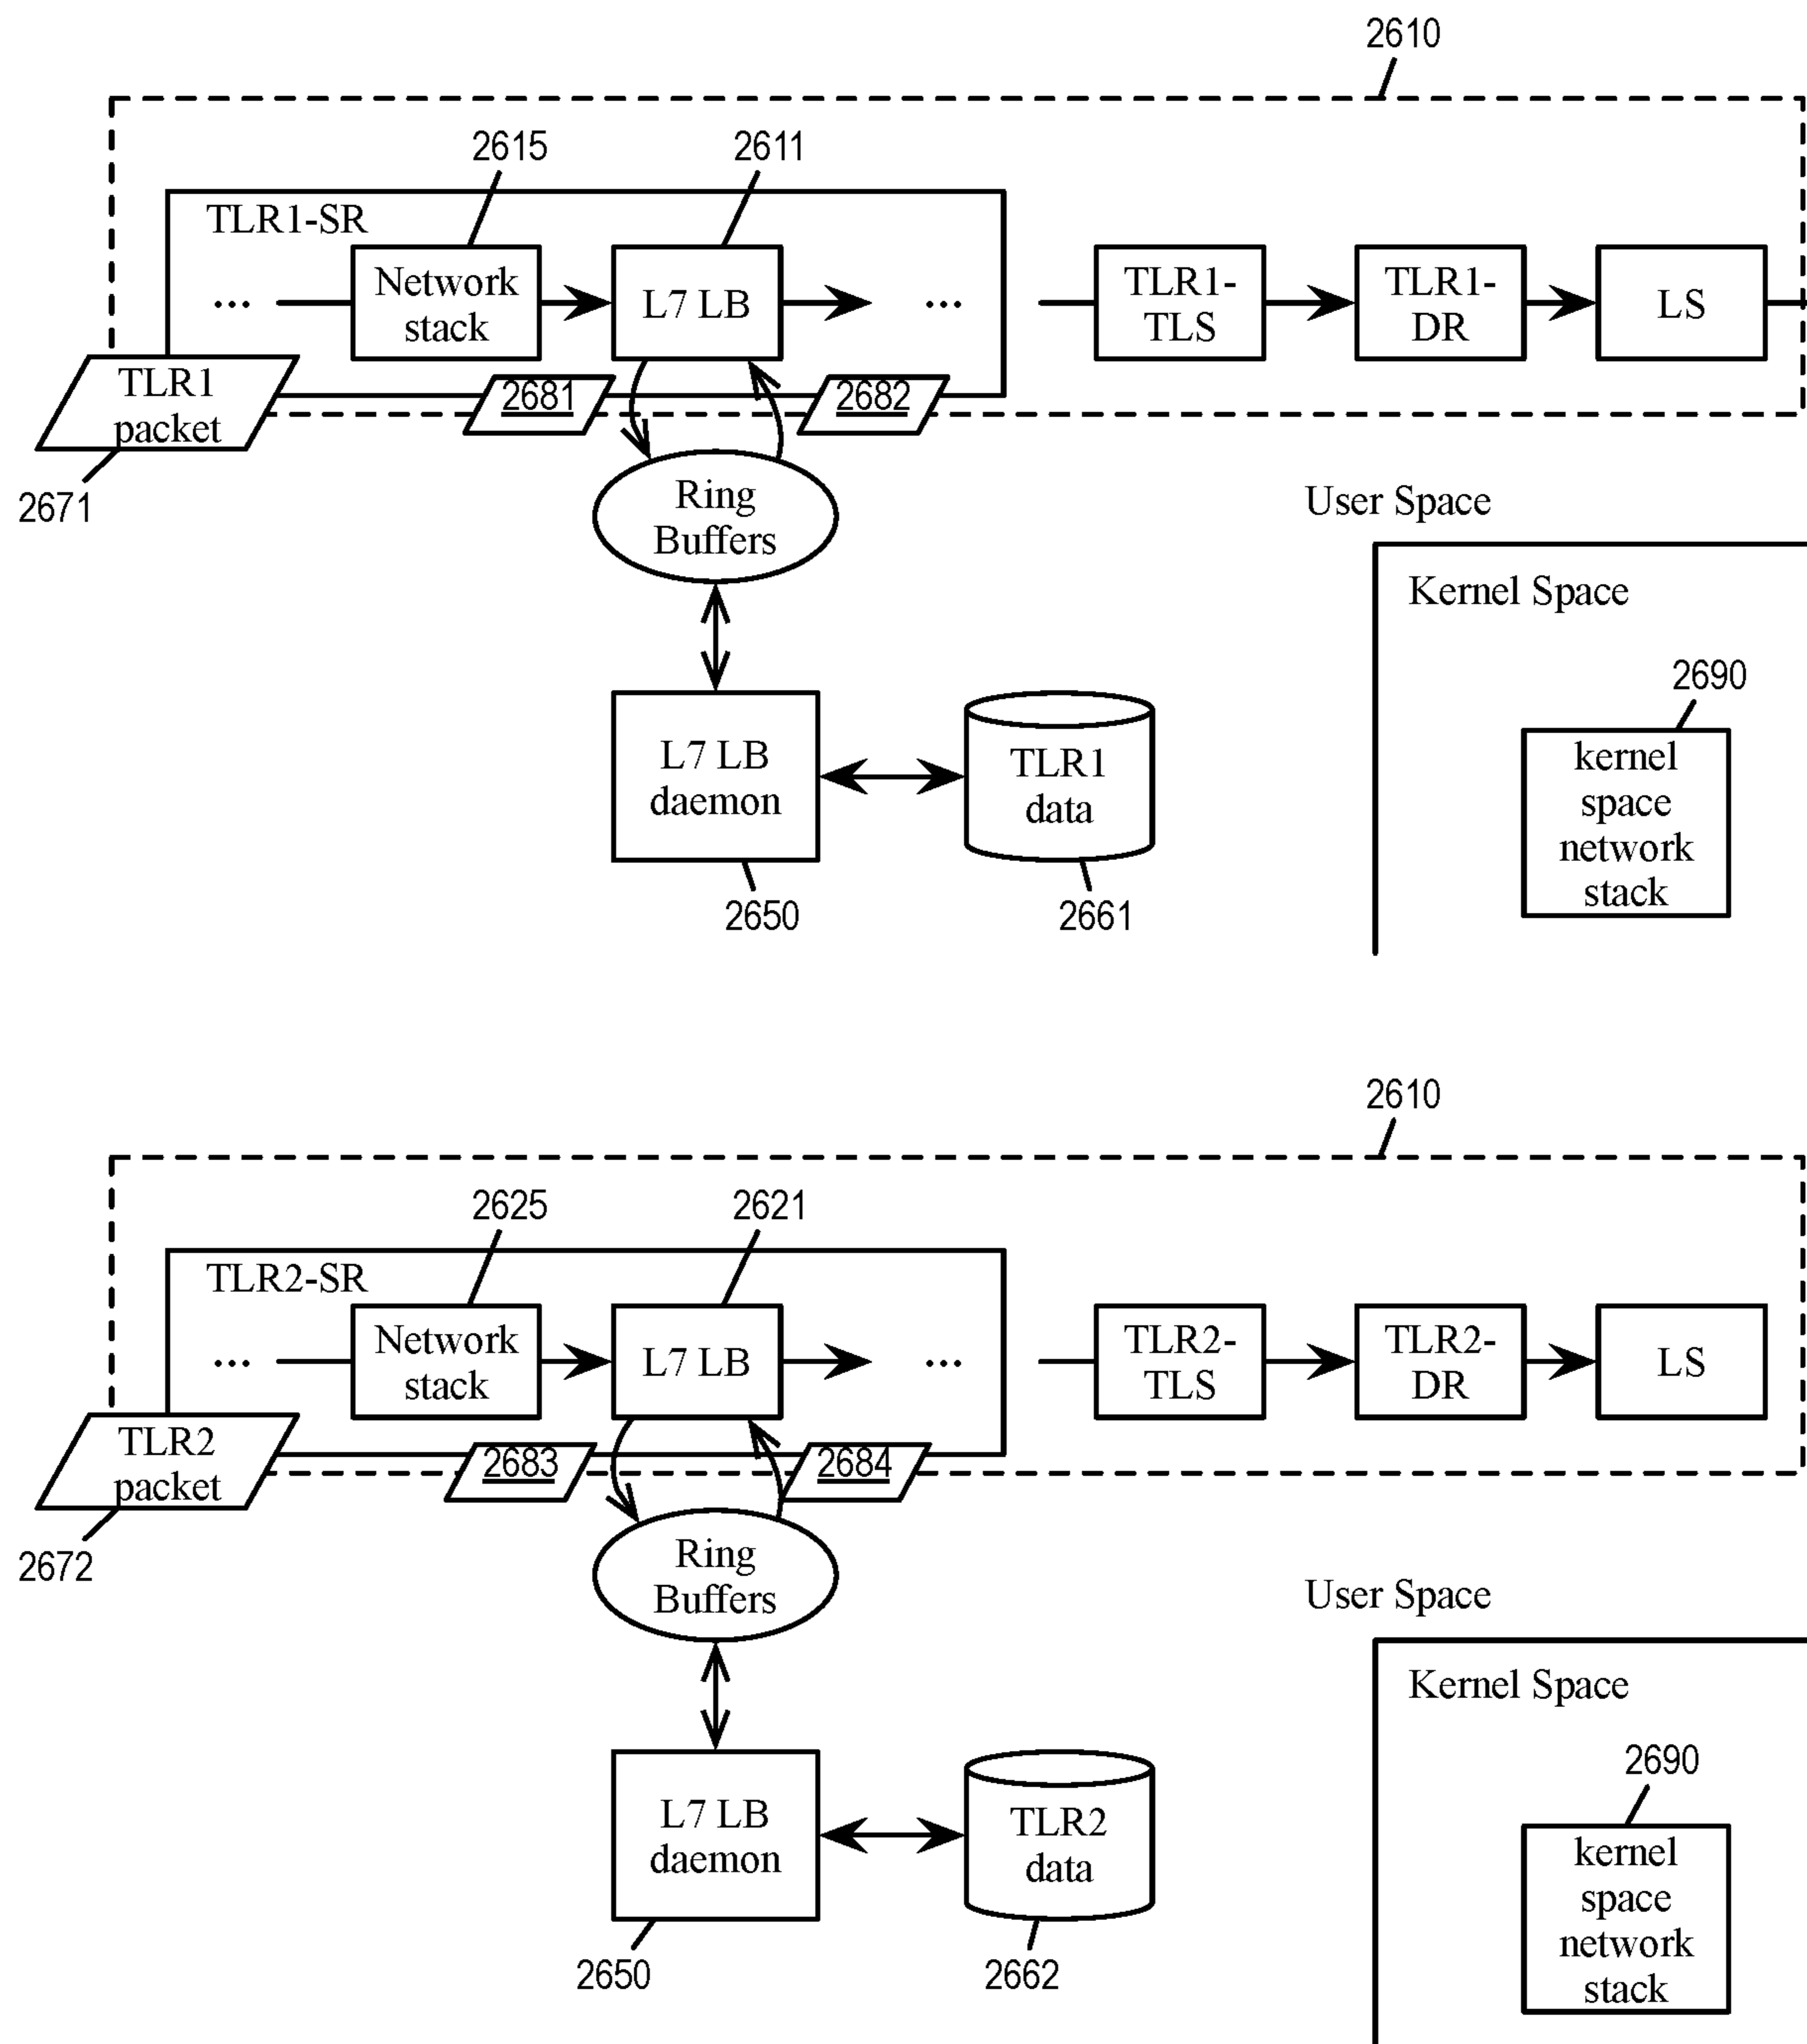 2610
2615
2611
TLR1-SR
...
Network
stack
L7 LB
...
TLR1-
TLS
TLR1-
DR
LS
TLR1
packet
2681
2682
2671
Ring
Buffers
User Space
Kernel Space
2690
L7 LB
daemon
TLR1
data
kernel
space
network
stack
2650
2661
2610
2625
2621
TLR2-SR
...
Network
stack
L7 LB
...
TLR2-
TLS
TLR2-
DR
LS
TLR2
packet
2683
2684
2672
Ring
Buffers
User Space
Kernel Space
2690
L7 LB
daemon
TLR2
data
kernel
space
network
stack
2650
2662